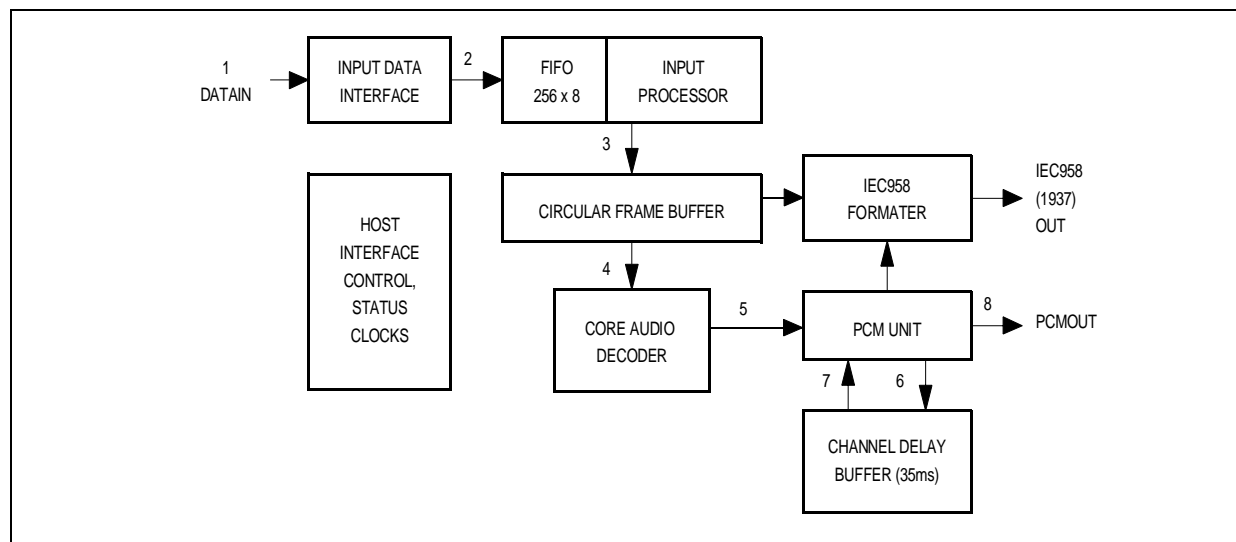 1
DATAIN
INPUT DATA
INTERFACE
2
FIFO
256 x 8
INPUT
PROCESSOR
3
CIRCULAR FRAME BUFFER
IEC958
FORMATER
IEC958
(1937)
OUT
HOST
INTERFACE
CONTROL,
STATUS
CLOCKS
4
CORE AUDIO
DECODER
5
PCM UNIT
8
PCMOUT
7
6
CHANNEL DELAY
BUFFER (35ms)